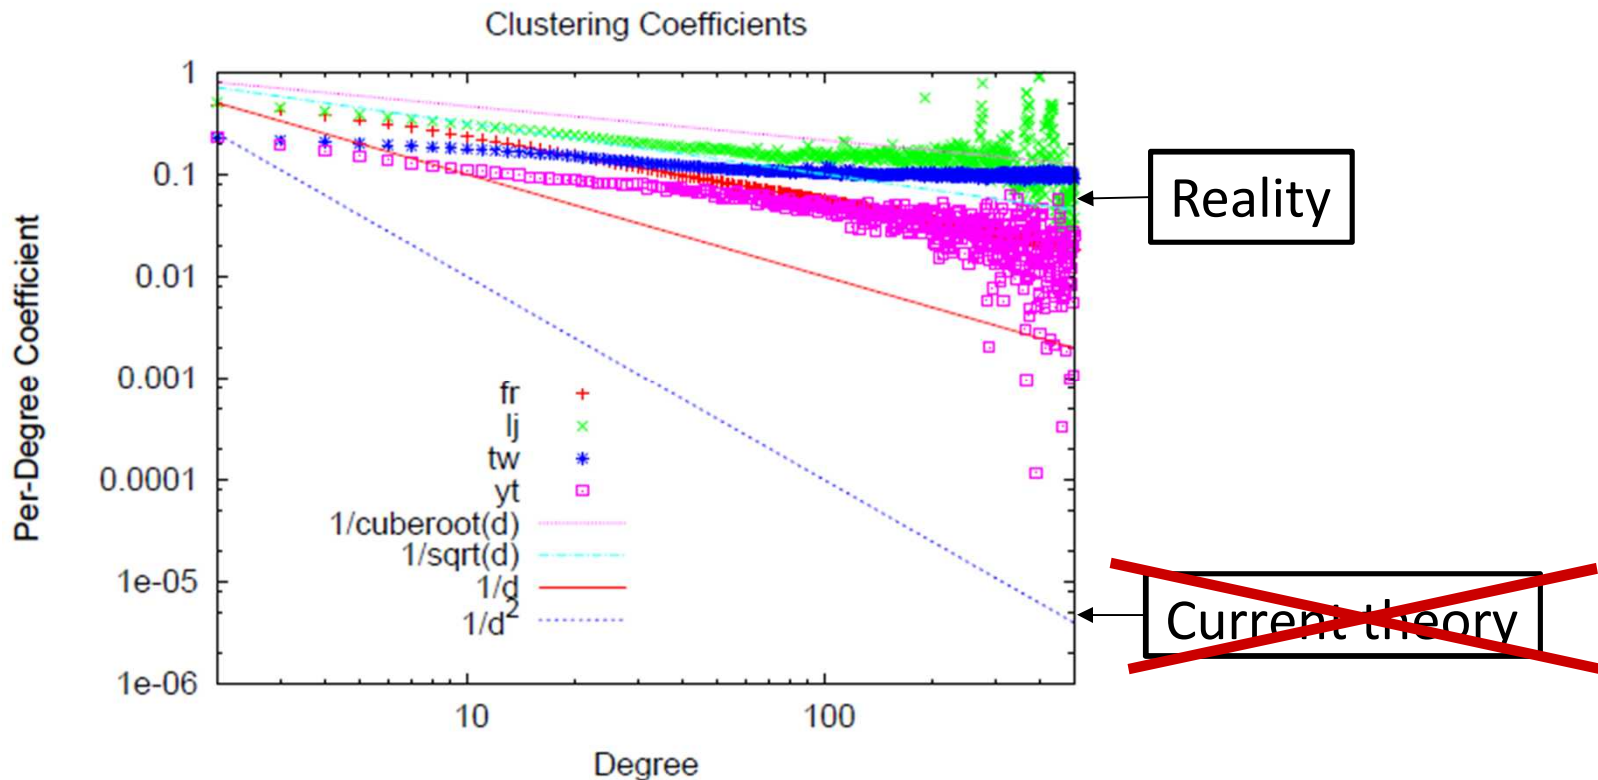 Clustering Coefficients
Per-Degree Coefficient
1
0.1
0.01
0.001
0.0001
1e-05
1e-06
fr
lj
tw
yt
1/cuberoot(d)
1/sqrt(d)
1/d
1/d²
10
100
Degree
Reality
Current theory